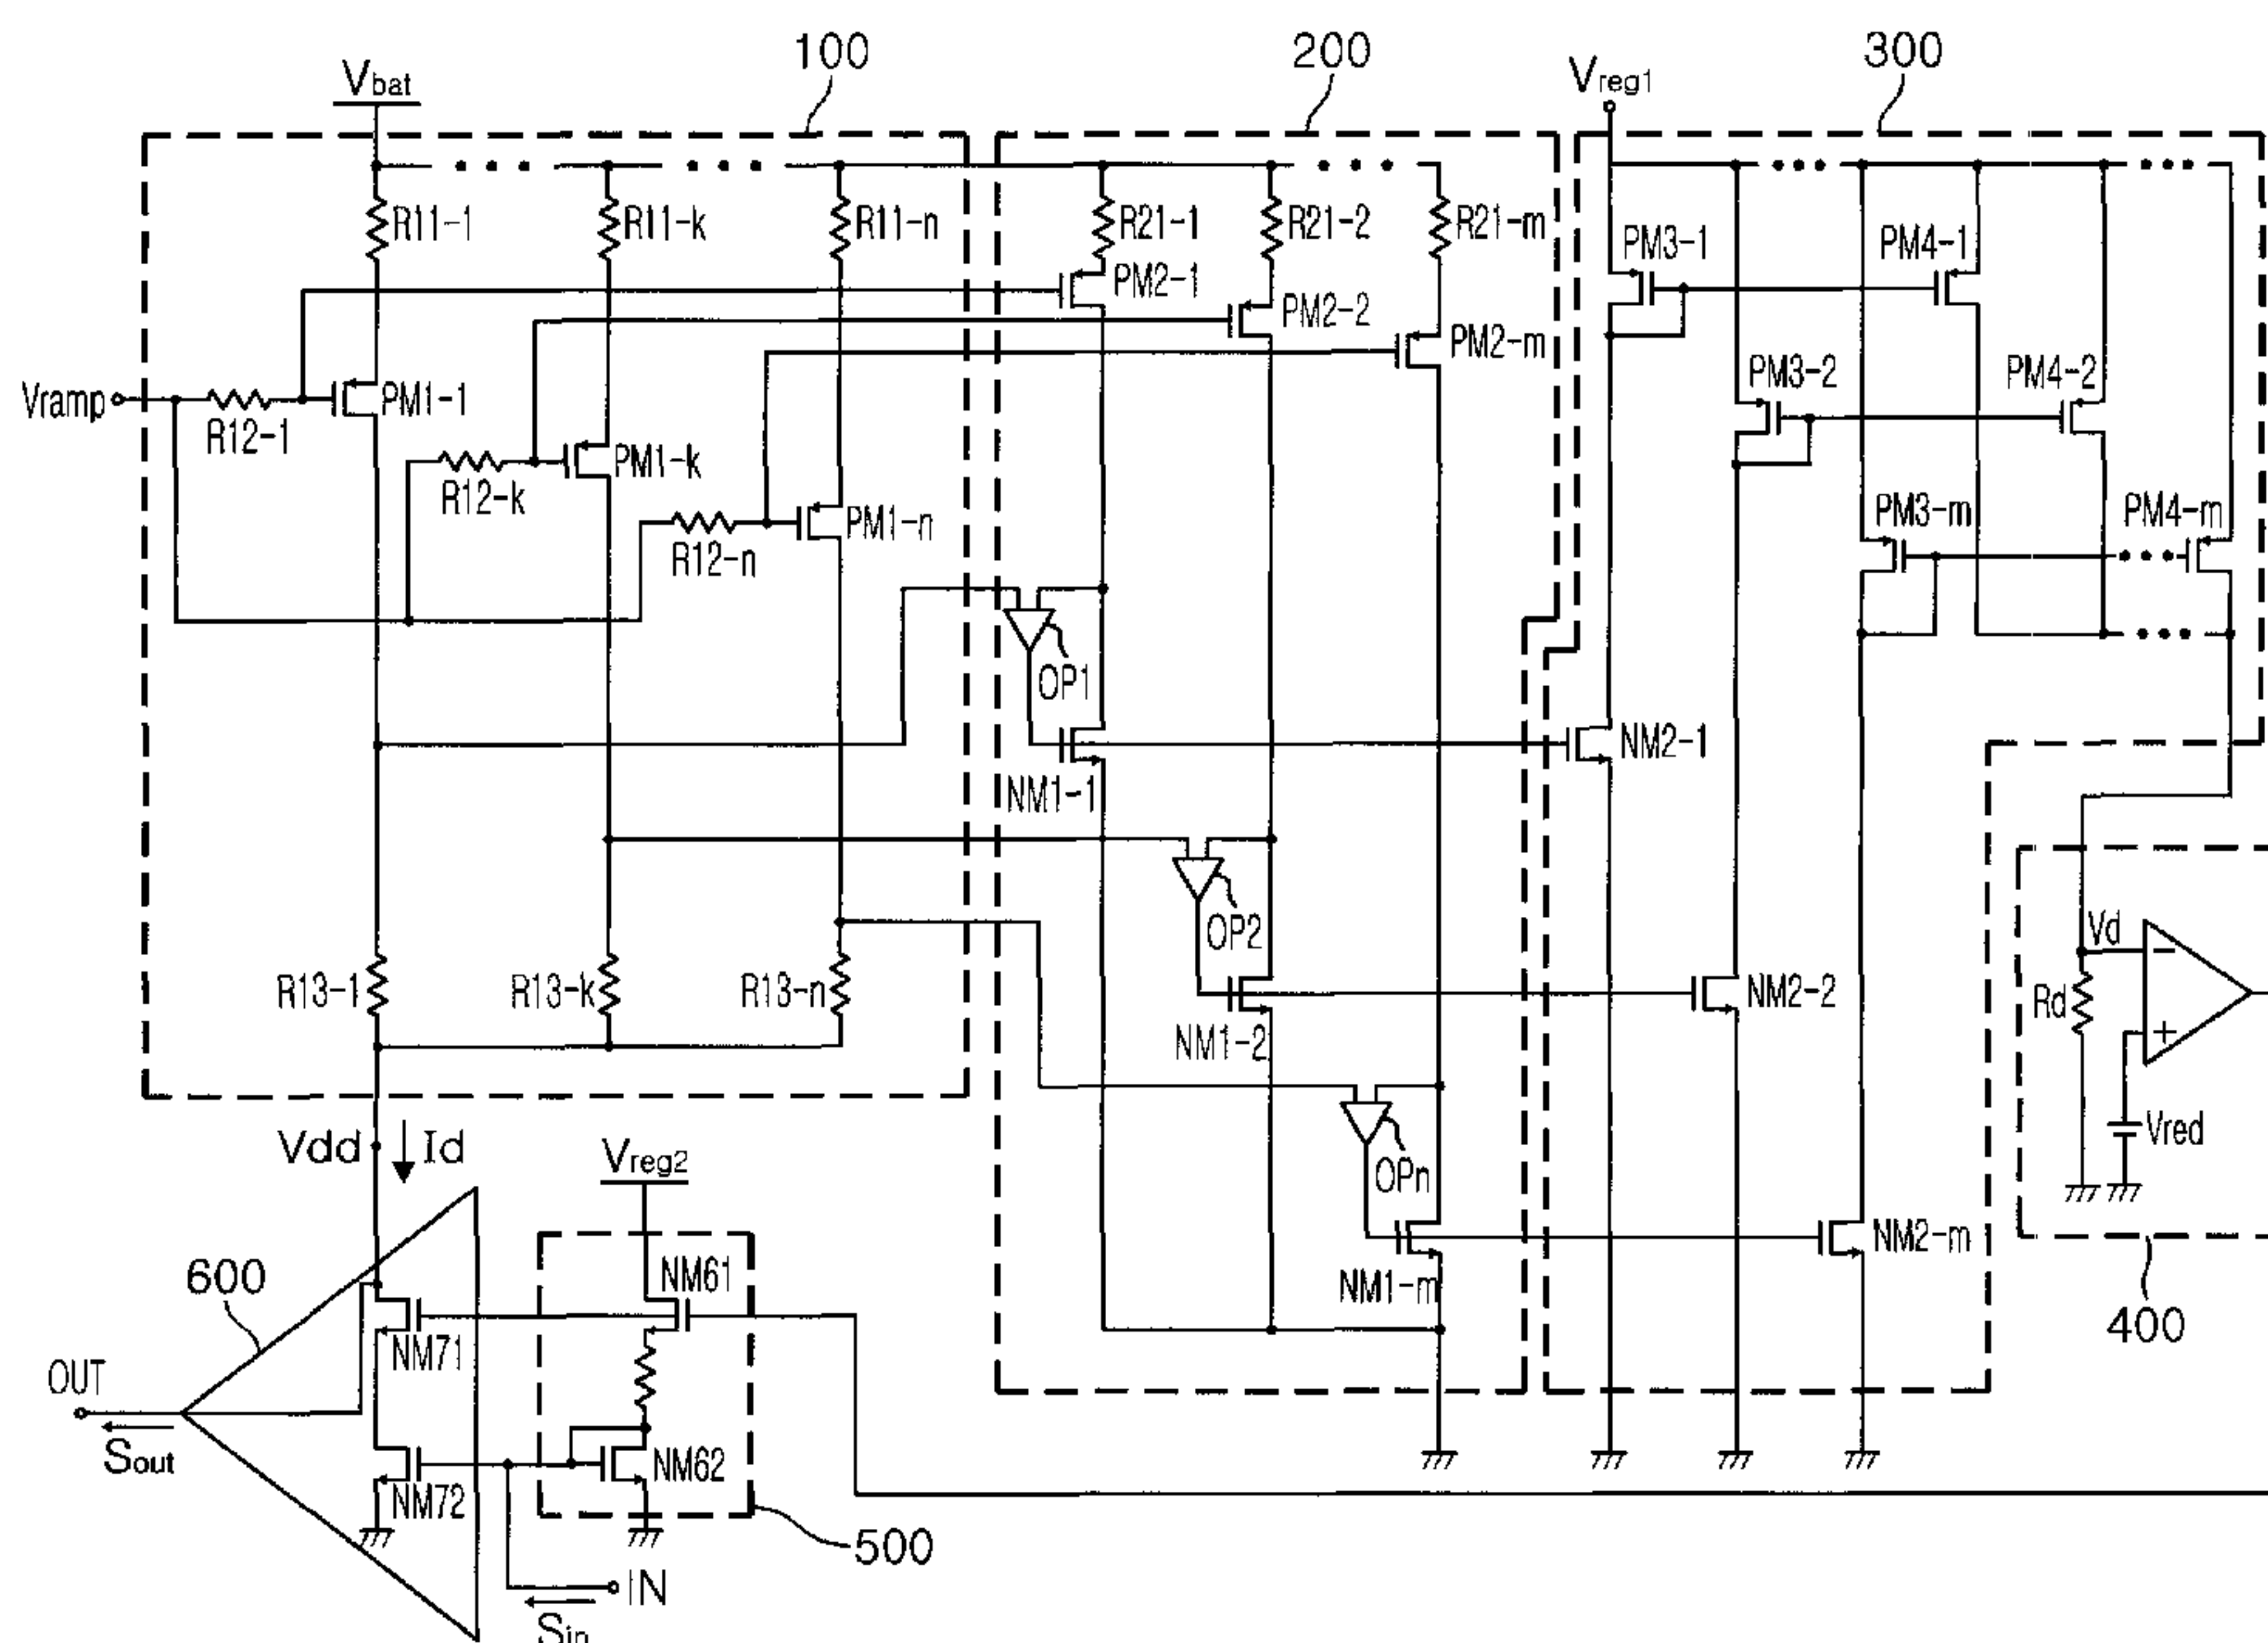 100
200
300
Vbat
Vreg1
R11-1
R11-k
R11-n
R21-1
R21-2
R21-m
PM3-1
PM4-1
PM2-1
PM2-2
PM2-m
Vramp
R12-1
PM1-1
PM3-2
PM4-2
R12-k
PM1-k
R12-n
PM1-n
PM3-m
PM4-m
OP1
NM2-1
NM1-1
OP2
Vd
R13-1
R13-k
R13-n
NM2-2
Rd
NM1-2
Vdd
Id
Vreg2
OPn
Vred
NM2-m
600
NM61
NM1-m
400
NM71
OUT
Sout
NM62
NM72
500
IN
Sin